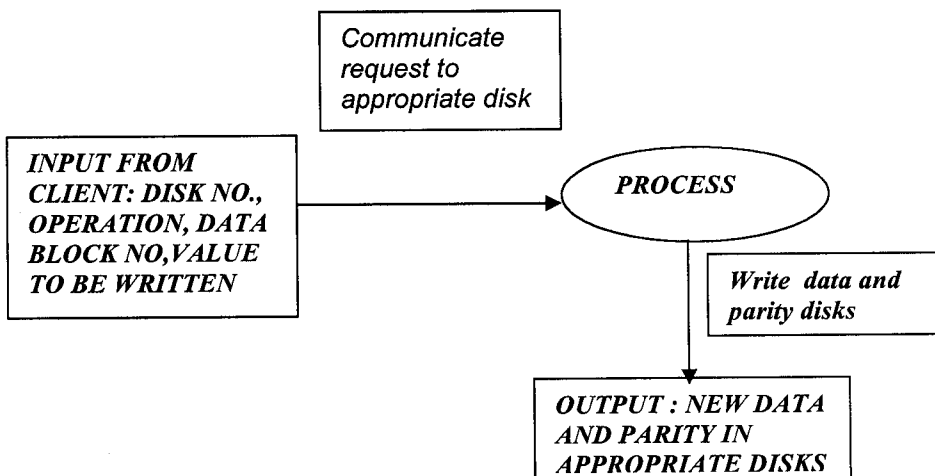 Communicate
request to
appropriate disk
INPUT FROM
CLIENT: DISK NO.,
OPERATION, DATA
BLOCK NO,VALUE
TO BE WRITTEN
PROCESS
Write data and
parity disks
OUTPUT : NEW DATA
AND PARITY IN
APPROPRIATE DISKS